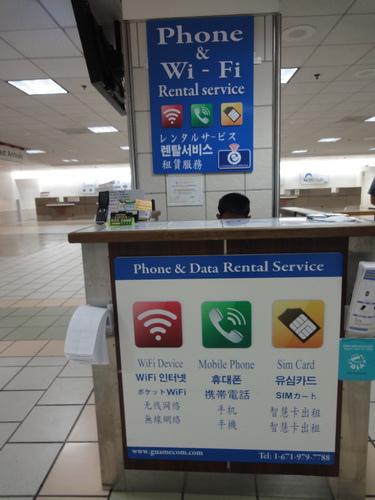 Phone
&
Wi - Fi
Rental service
レンタルサービス
렌탈서비스
租賃服務
Phone & Data Rental Service
WiFi Device
WiFi 인터넷
ポケットWiFi
无线网络
無線網絡
Mobile Phone
휴대폰
携帯電話
手机
手機
Sim Card
유심카드
SIMカード
智慧卡出租
智慧卡出租
www.guamecom.com
Tel: 1-671-979-7788